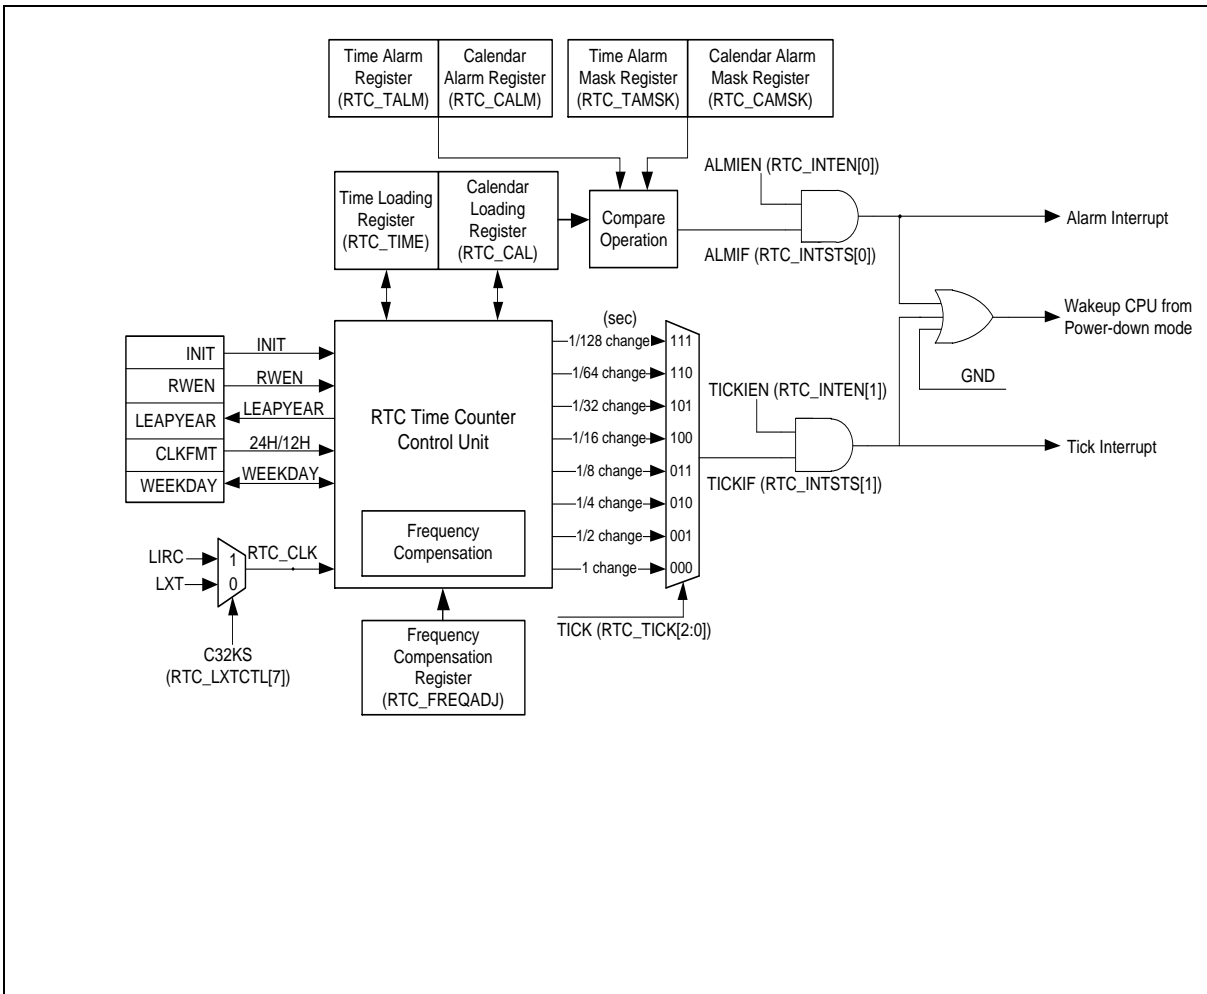 Time Alarm
Register
(RTC_TALM)
Calendar
Alarm Register
(RTC_CALM)
Time Alarm
Mask Register
(RTC_TAMSK)
Calendar Alarm
Mask Register
(RTC_CAMSK)
Time Loading
Register
(RTC_TIME)
Calendar
Loading
Register
(RTC_CAL)
Compare
Operation
ALMIEN (RTC_INTEN[0])
ALMIF (RTC_INTSTS[0])
Alarm Interrupt
Wakeup CPU from
Power-down mode
GND
INIT
INIT
RWEN
RWEN
LEAPYEAR
LEAPYEAR
CLKFMT
24H/12H
WEEKDAY
WEEKDAY
RTC Time Counter
Control Unit
Frequency
Compensation
(sec)
1/128 change
111
1/64 change
110
1/32 change
101
1/16 change
100
1/8 change
011
1/4 change
010
1/2 change
001
1 change
000
TICKIEN (RTC_INTEN[1])
TICKIF (RTC_INTSTS[1])
Tick Interrupt
LIRC
1
RTC_CLK
LXT
0
C32KS
(RTC_LXTCTL[7])
Frequency
Compensation
Register
(RTC_FREQADJ)
TICK (RTC_TICK[2:0])